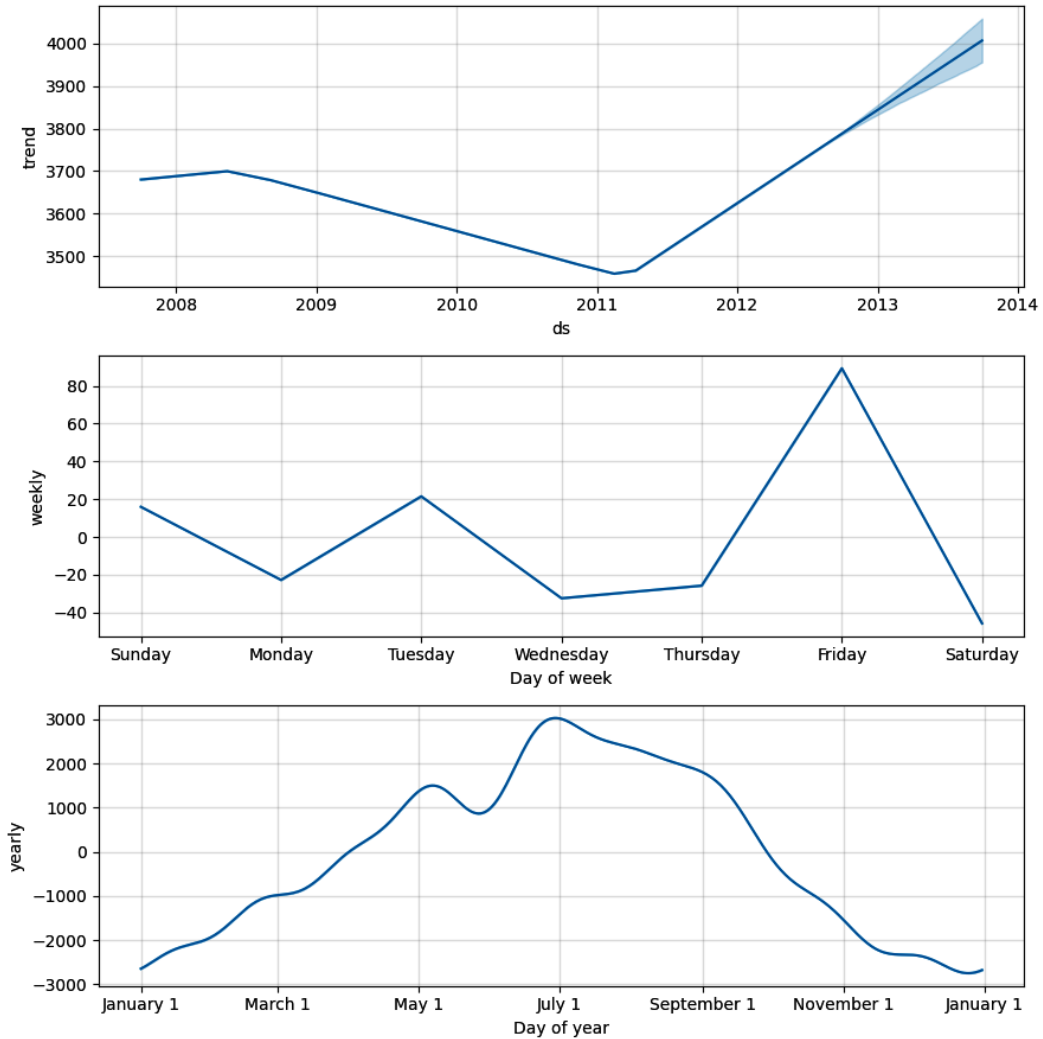 trend
4000
3900
3800
3700
3600
3500
2008 2009 2010 2011 2012 2013 2014
ds
weekly
80
60
40
20
0
−20
−40
Sunday Monday Tuesday Wednesday Thursday Friday Saturday
Day of week
yearly
3000
2000
1000
0
−1000
−2000
−3000
January 1 March 1 May 1 July 1 September 1 November 1 January 1
Day of year